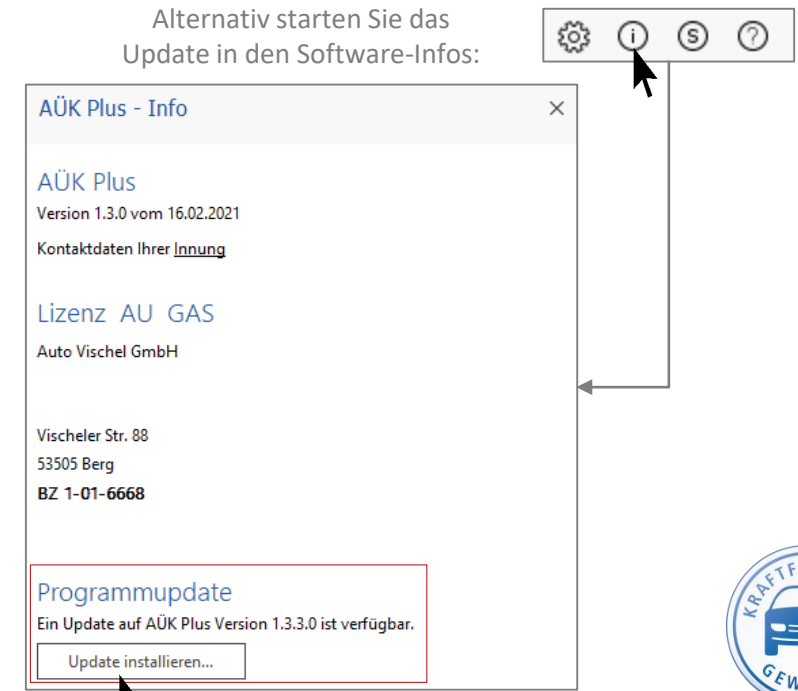 Alternativ starten Sie das
Update in den Software-Infos:
AÜK Plus - Info
AÜK Plus
Version 1.3.0 vom 16.02.2021
Kontaktdaten Ihrer Innung
Lizenz AU GAS
Auto Vischel GmbH
Vischeler Str. 88
53505 Berg
BZ 1-01-6668
Programmupdate
Ein Update auf AÜK Plus Version 1.3.3.0 ist verfügbar.
Update installieren...